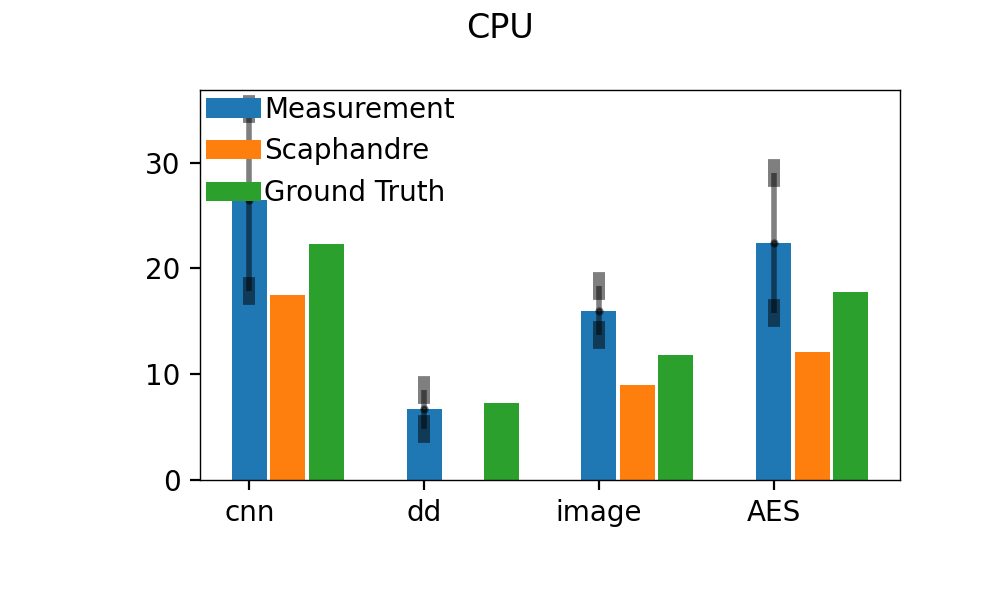 CPU
Measurement
Scaphandre
Ground Truth
30
20
10
0
cnn dd image AES